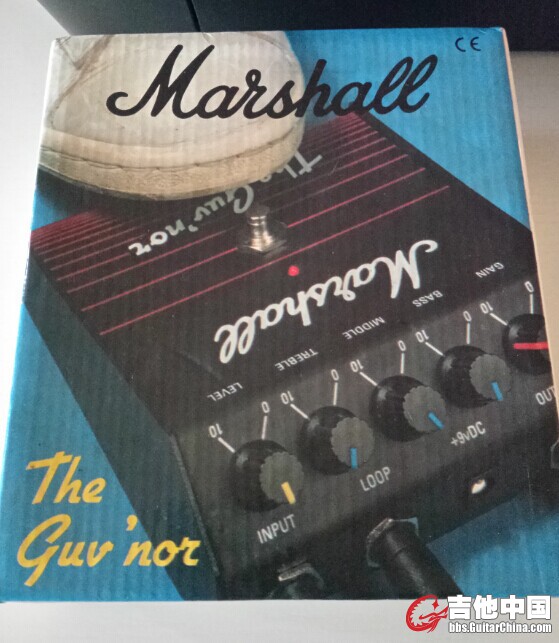 Marshall
CE
The Guv'nor
Marshall
GAIN
BASS
MIDDLE
TREBLE
LEVEL
0 10
0 10
0 10
0 10
10
OUT
+9vDC
LOOP
INPUT
The
Guv'nor
吉他中国
bbs.GuitarChina.com